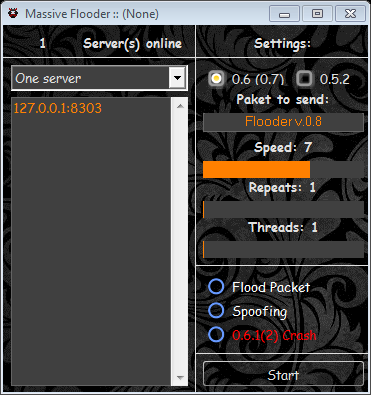 Massive Flooder :: (None)
1 Server(s) online
One server
127.0.0.1:8303
Settings:
0.6 (0.7) 0.5.2
Paket to send:
Flooder v.0.8
Speed: 7
Repeats: 1
Threads: 1
Flood Packet
Spoofing
0.6.1(2) Crash
Start